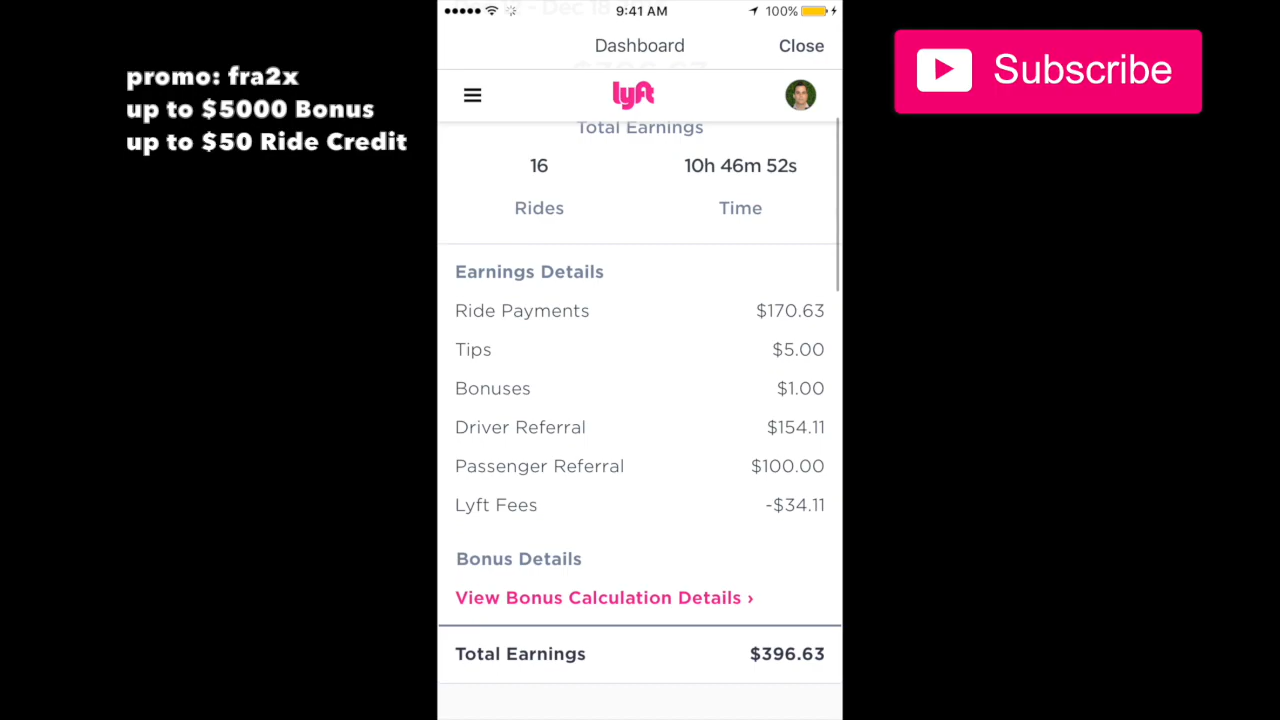 promo: fra2x
up to $5000 Bonus
up to $50 Ride Credit
9:41 AM
100%
Dashboard
Close
$396.63
lyft
Total Earnings
16
10h 46m 52s
Rides
Time
Earnings Details
Ride Payments $170.63
Tips $5.00
Bonuses $1.00
Driver Referral $154.11
Passenger Referral $100.00
Lyft Fees -$34.11
Bonus Details
View Bonus Calculation Details ›
Total Earnings $396.63
Subscribe